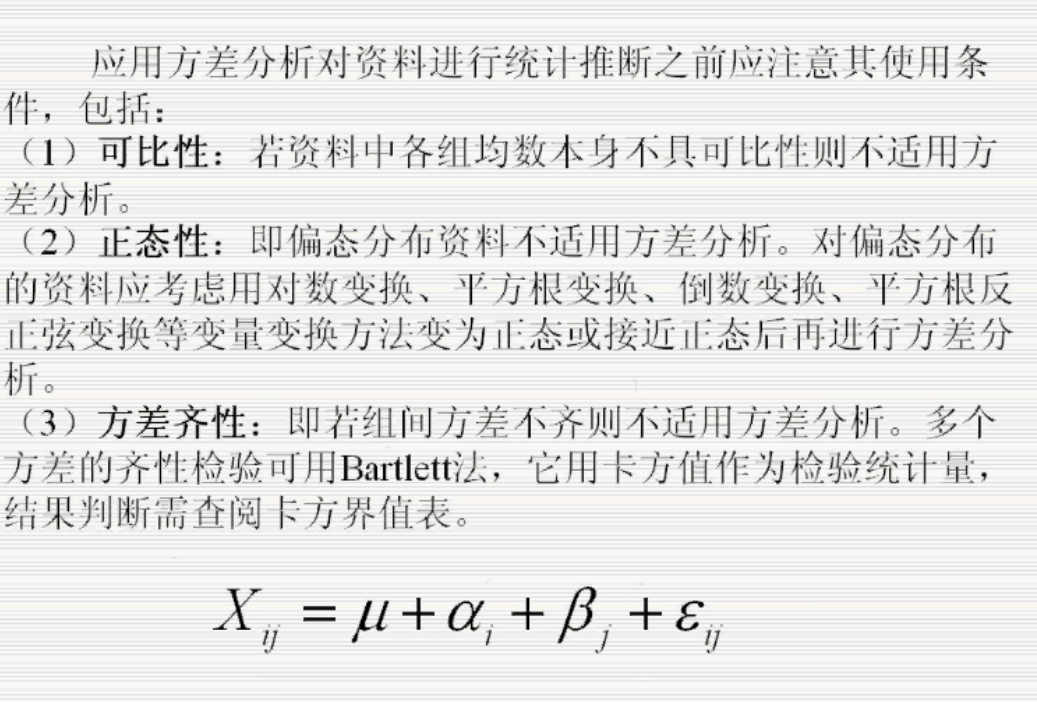 应用方差分析对资料进行统计推断之前应注意其使用条
件，包括：
（1）可比性：若资料中各组均数本身不具可比性则不适用方
差分析。
（2）正态性：即偏态分布资料不适用方差分析。对偏态分布
的资料应考虑用对数变换、平方根变换、倒数变换、平方根反
正弦变换等变量变换方法变为正态或接近正态后再进行方差分
析。
（3）方差齐性：即若组间方差不齐则不适用方差分析。多个
方差的齐性检验可用Bartlett法，它用卡方值作为检验统计量，
结果判断需查阅卡方界值表。
X_{ij} = μ + α_i + β_j + ε_{ij}